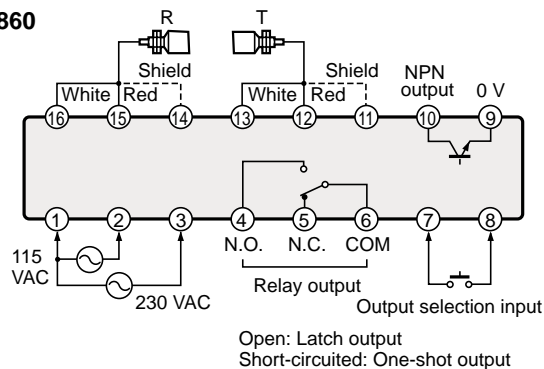 860
R T
Shield Shield NPN output 0 V
White Red White Red
16 15 14 13 12 11 10 9
1 2 3 4 5 6 7 8
N.O. N.C. COM
115 VAC
230 VAC
Relay output
Output selection input
Open: Latch output
Short-circuited: One-shot output